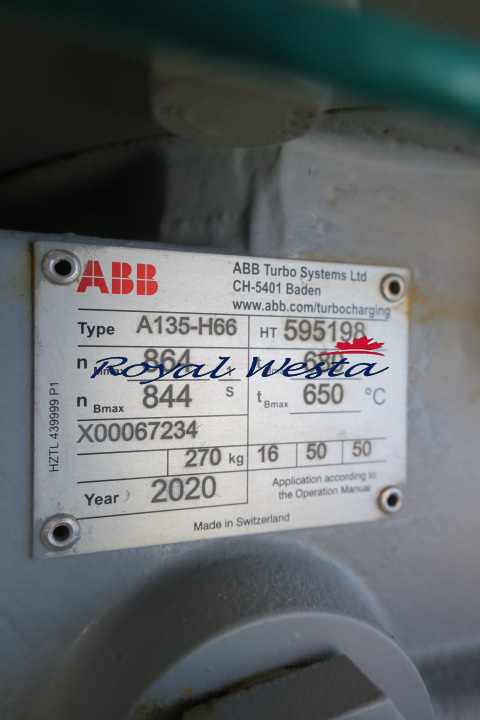 ABB
ABB Turbo Systems Ltd
CH-5401 Baden
www.abb.com/turbocharging
Type A135-H66 HT 595198
n 864
Royal Westa
n Bmax 844 S t Bmax 650 °C
X00067234
270 kg 16 50 50
Year 2020
Application according to
the Operation Manual
Made in Switzerland
HZTL 439999 P1